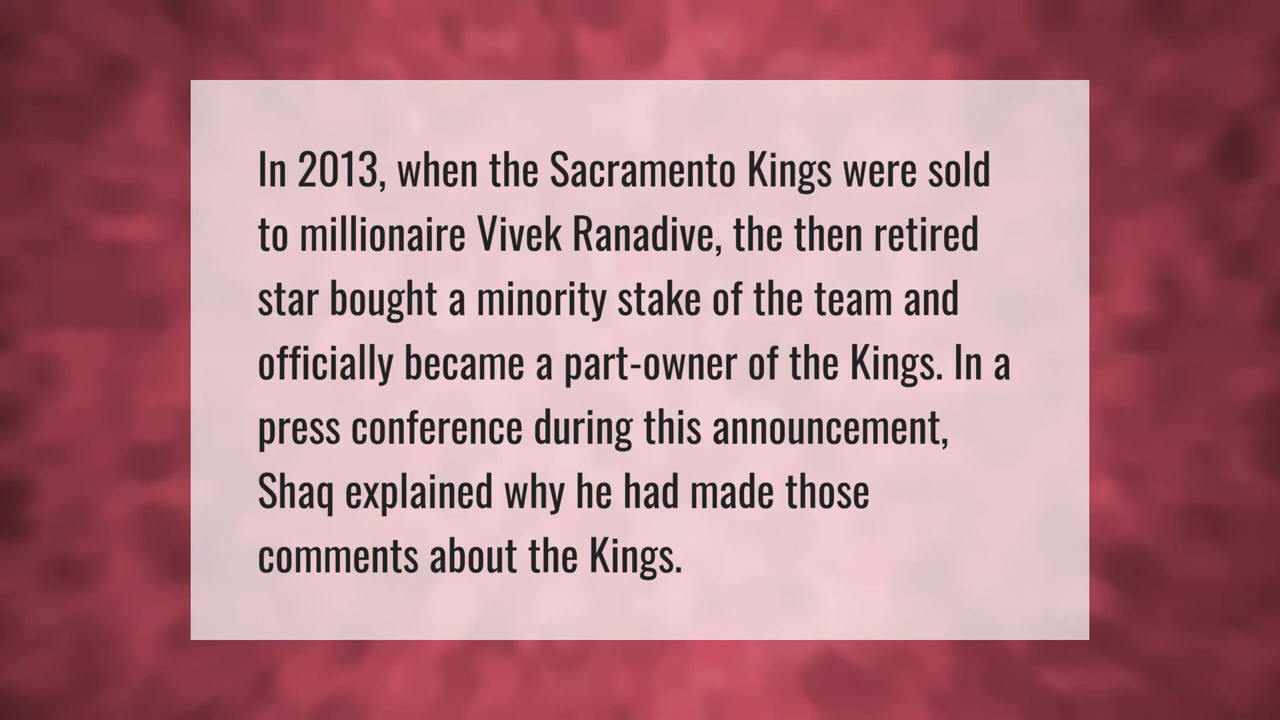 In 2013, when the Sacramento Kings were sold
to millionaire Vivek Ranadive, the then retired
star bought a minority stake of the team and
officially became a part-owner of the Kings. In a
press conference during this announcement,
Shaq explained why he had made those
comments about the Kings.